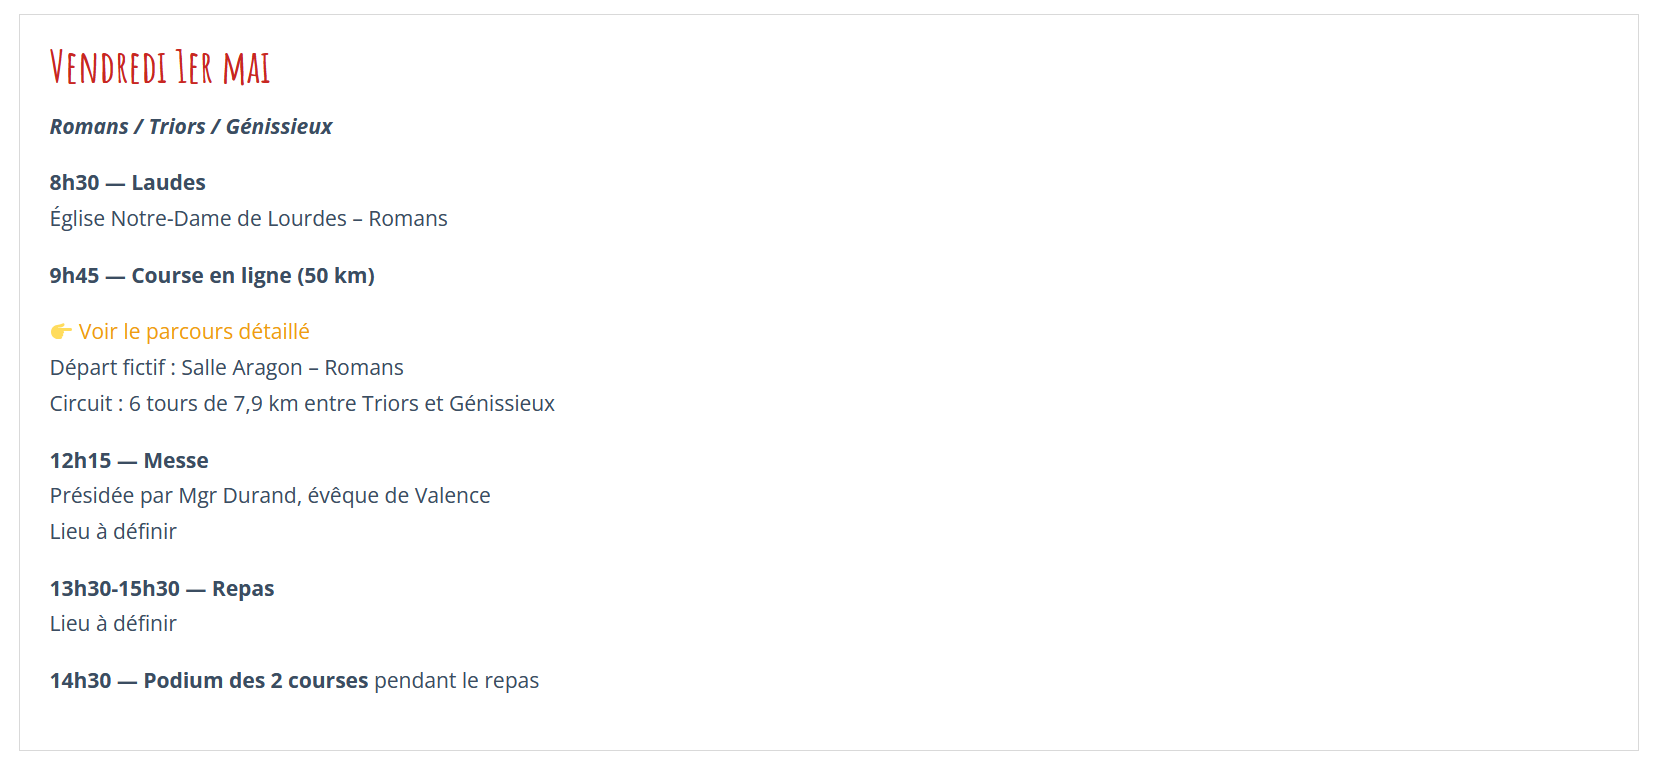 Vendredi 1er mai
Romans / Triors / Génissieux
8h30 — Laudes
Église Notre-Dame de Lourdes – Romans
9h45 — Course en ligne (50 km)
👉 Voir le parcours détaillé
Départ fictif : Salle Aragon – Romans
Circuit : 6 tours de 7,9 km entre Triors et Génissieux
12h15 — Messe
Présidée par Mgr Durand, évêque de Valence
Lieu à définir
13h30-15h30 — Repas
Lieu à définir
14h30 — Podium des 2 courses pendant le repas